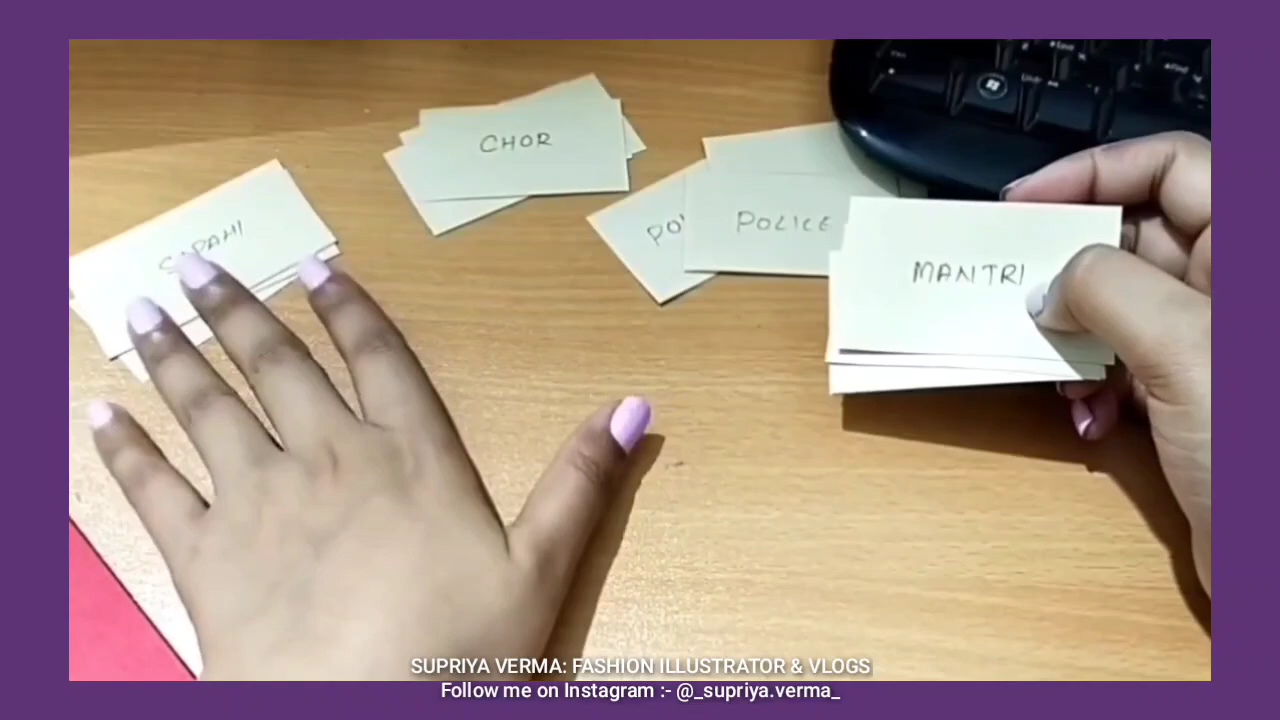 CHOR
POLICE
MANTRI
SUPRIYA VERMA: FASHION ILLUSTRATOR & VLOGS
Follow me on Instagram :- @_supriya.verma_